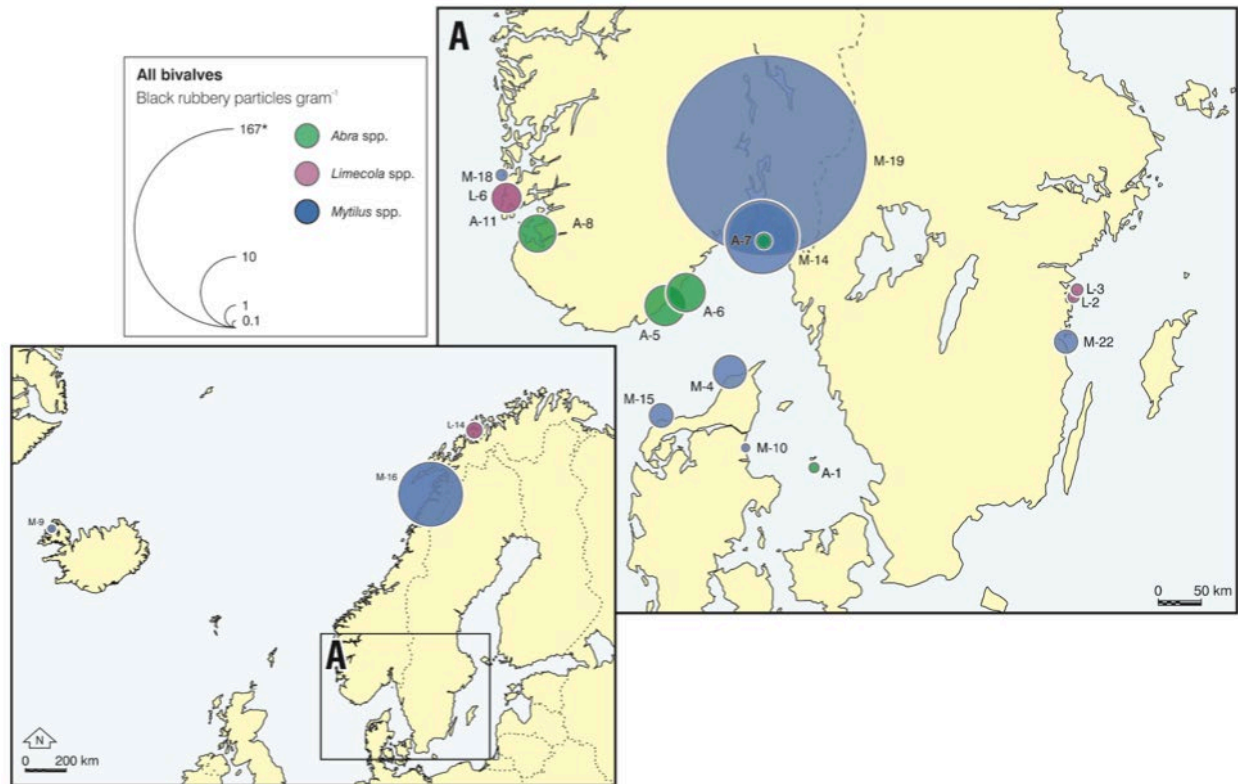 All bivalves
Black rubbery particles gram⁻¹
167*
10
1
0.1
Abra spp.
Limecola spp.
Mytilus spp.
A
M-19
M-18
L-6
A-11
A-8
A-7
M-14
A-6
A-5
L-3
L-2
M-22
M-4
M-15
M-10
A-1
0 50 km
L-14
M-16
M-9
A
N
0 200 km